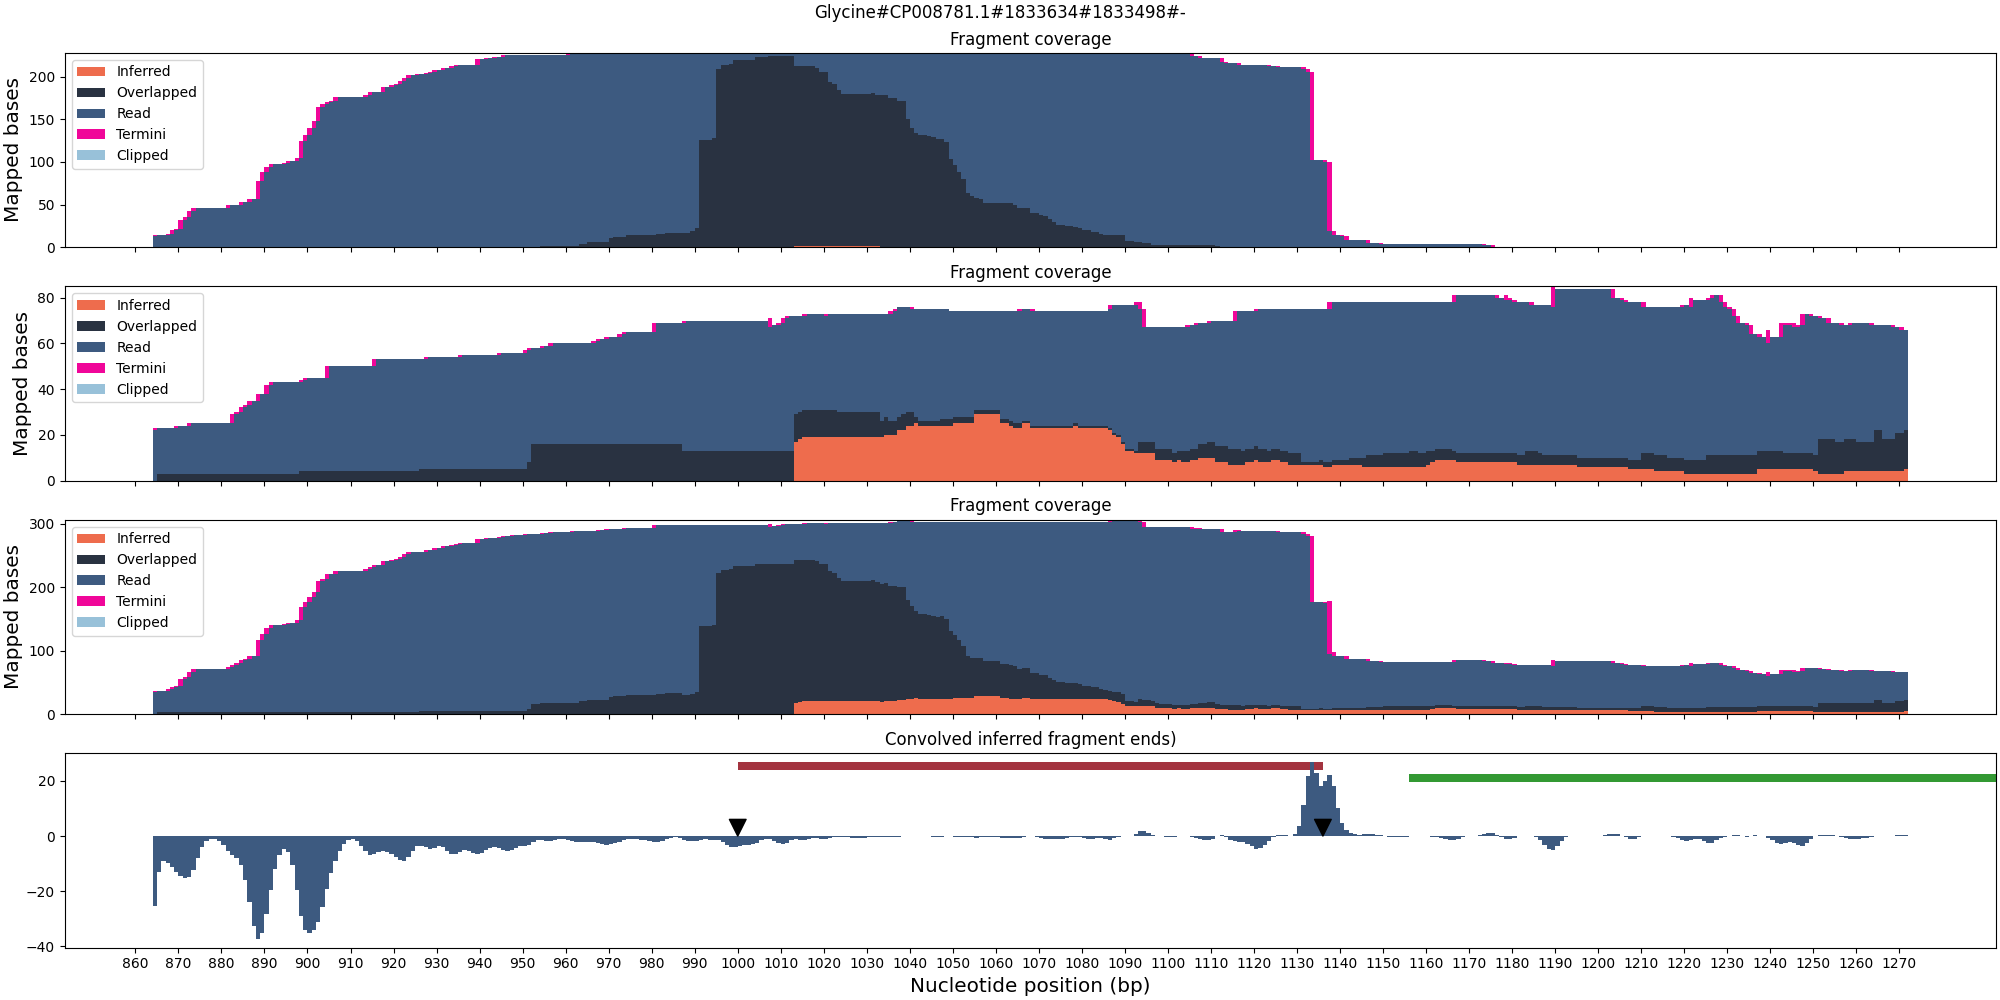 Glycine#CP008781.1#1833634#1833498#-
Fragment coverage
Mapped bases
200
150
100
50
0
Inferred
Overlapped
Read
Termini
Clipped
Fragment coverage
Mapped bases
80
60
40
20
0
Inferred
Overlapped
Read
Termini
Clipped
Fragment coverage
Mapped bases
300
200
100
0
Inferred
Overlapped
Read
Termini
Clipped
Convolved inferred fragment ends)
20
0
−20
−40
860 870 880 890 900 910 920 930 940 950 960 970 980 990 1000 1010 1020 1030 1040 1050 1060 1070 1080 1090 1100 1110 1120 1130 1140 1150 1160 1170 1180 1190 1200 1210 1220 1230 1240 1250 1260 1270
Nucleotide position (bp)